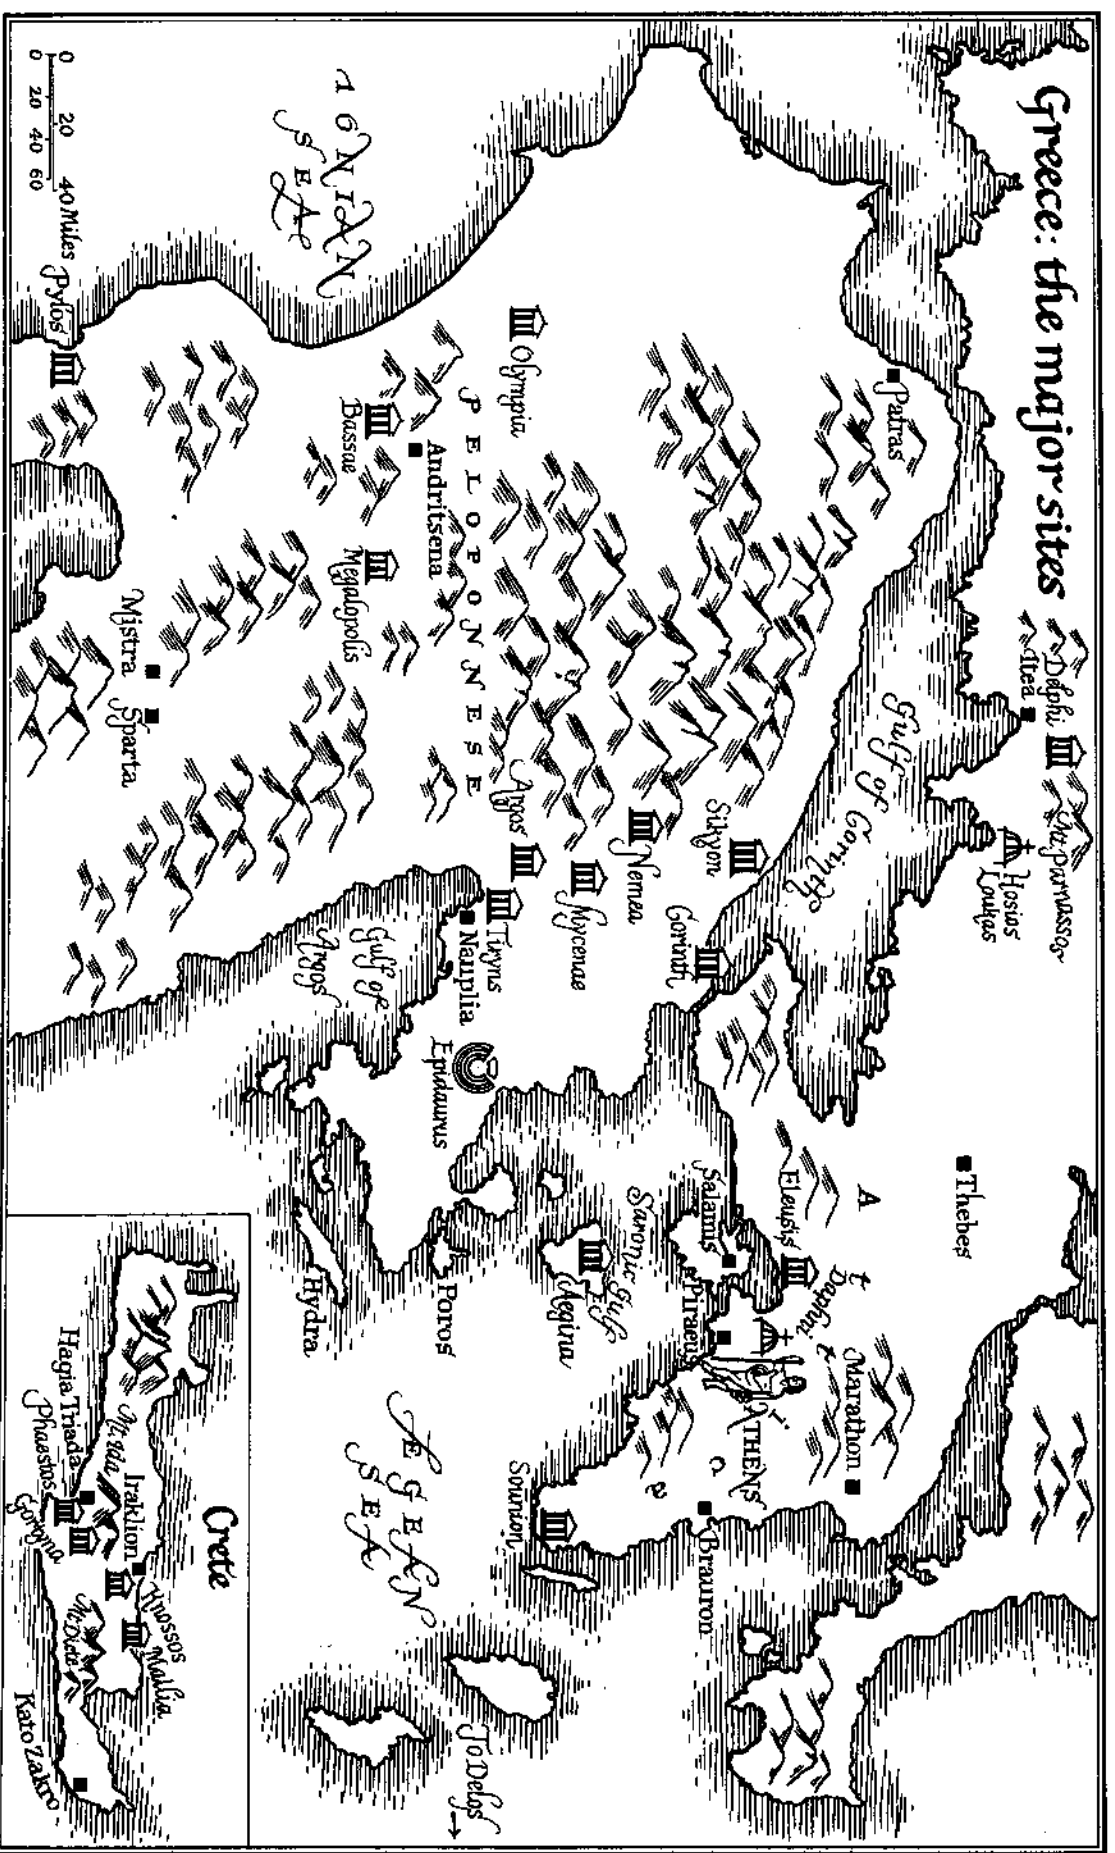 Greece: the major sites
Delphi
Itea
Mt. Parnassos
Hosios
Loukas
Patras
Gulf of Corinth
Thebes
A
t
t
i
c
a
IONIAN
SEA
Olympia
PELOPONNESE
Bassae
Andritsena
Megalopolis
Sikyon
Nemea
Corinth
Argos
Mycenae
Tiryns
Nauplia
Gulf of
Argos
Epidaurus
Eleusis
Daphni
Salamis
Piraeus
ATHENS
Marathon
Brauron
Saronic Gulf
Aegina
Poros
Hydra
Sounion
AEGEAN
SEA
To Delos
Mistra
Sparta
Pylos
0 20 40 Miles
0 20 40 60
Crete
Mt. Ida
Iraklion
Knossos
Mallia
Hagia Triada
Phaestos
Gortyna
Mt. Dicte
Kato Zakro